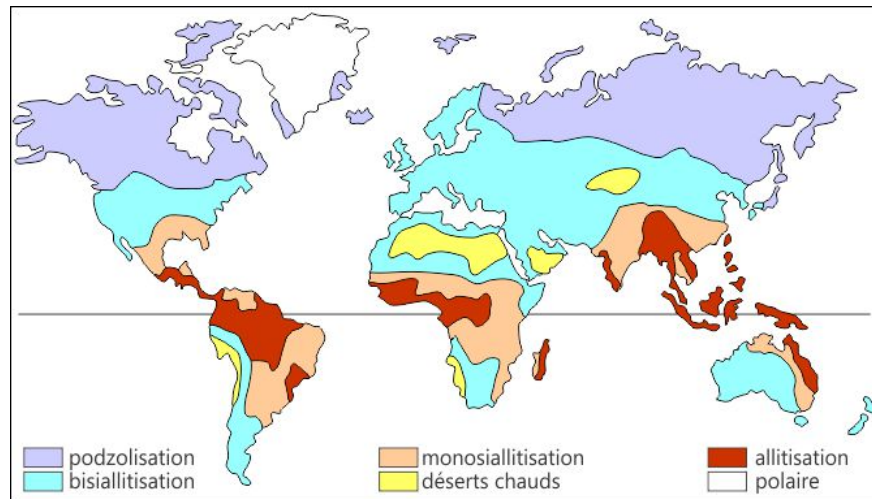 podzolisation
monosiallitisation
allitisation
bisiallitisation
déserts chauds
polaire